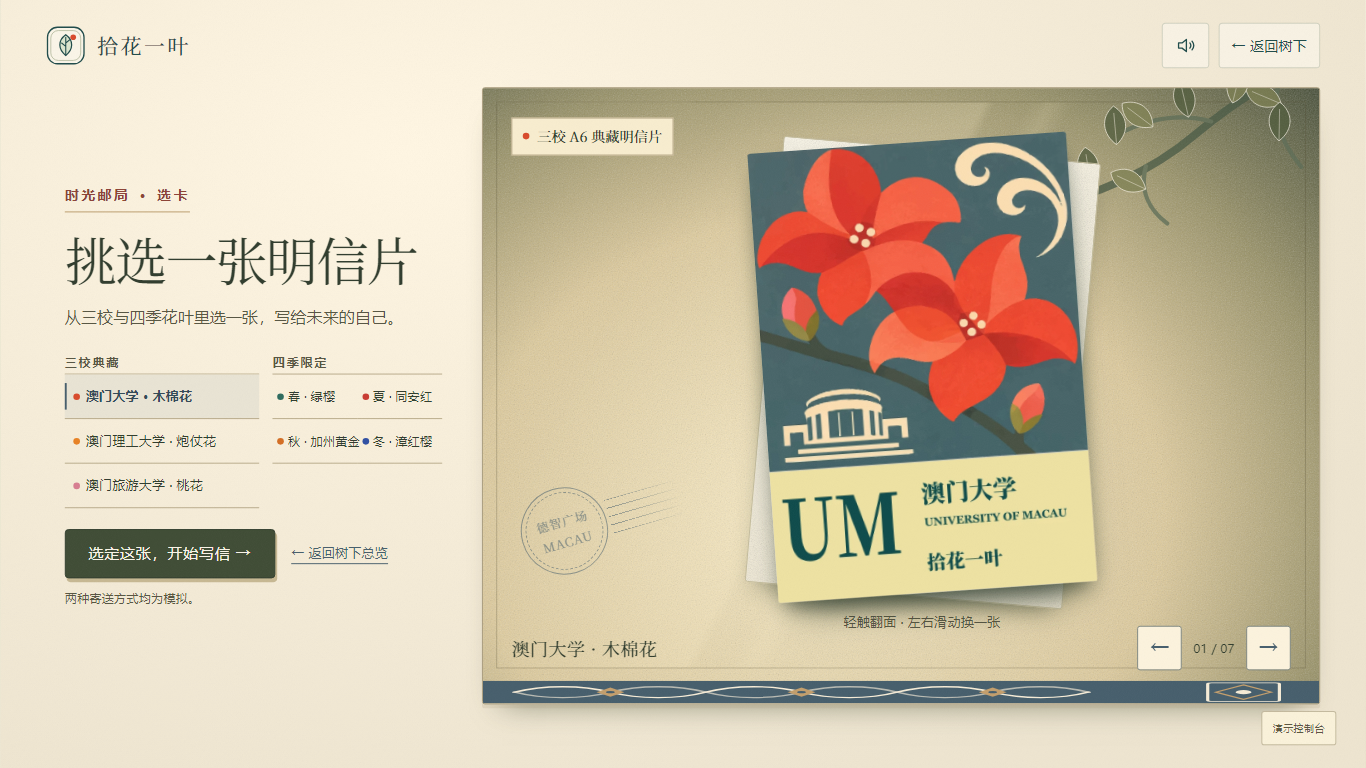 拾花一叶
← 返回树下
时光邮局 • 选卡
挑选一张明信片
从三校与四季花叶里选一张，写给未来的自己。
三校典藏
澳门大学 • 木棉花
澳门理工大学 · 炮仗花
澳门旅游大学 · 桃花
四季限定
春 · 绿樱
夏 · 同安红
秋 · 加州黄金
冬 · 漳红樱
选定这张，开始写信 →
← 返回树下总览
两种寄送方式均为模拟。
三校 A6 典藏明信片
UM
澳门大学
UNIVERSITY OF MACAU
拾花一叶
德智广场
MACAU
轻触翻面 · 左右滑动换一张
澳门大学 · 木棉花
←
01 / 07
→
演示控制台